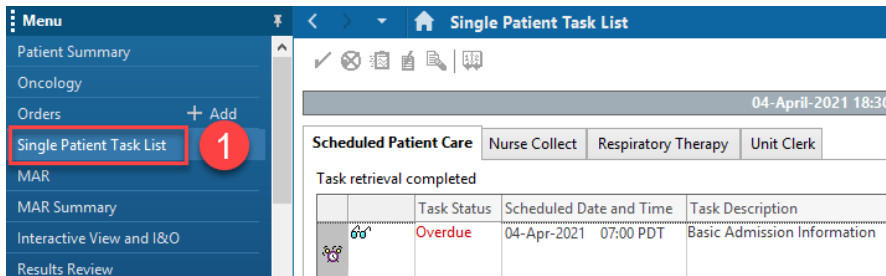 Menu
Patient Summary
Oncology
Orders + Add
Single Patient Task List 1
MAR
MAR Summary
Interactive View and I&O
Results Review
Single Patient Task List
04-April-2021 18:30
Scheduled Patient Care Nurse Collect Respiratory Therapy Unit Clerk
Task retrieval completed
Task Status Scheduled Date and Time Task Description
Overdue 04-Apr-2021 07:00 PDT Basic Admission Information